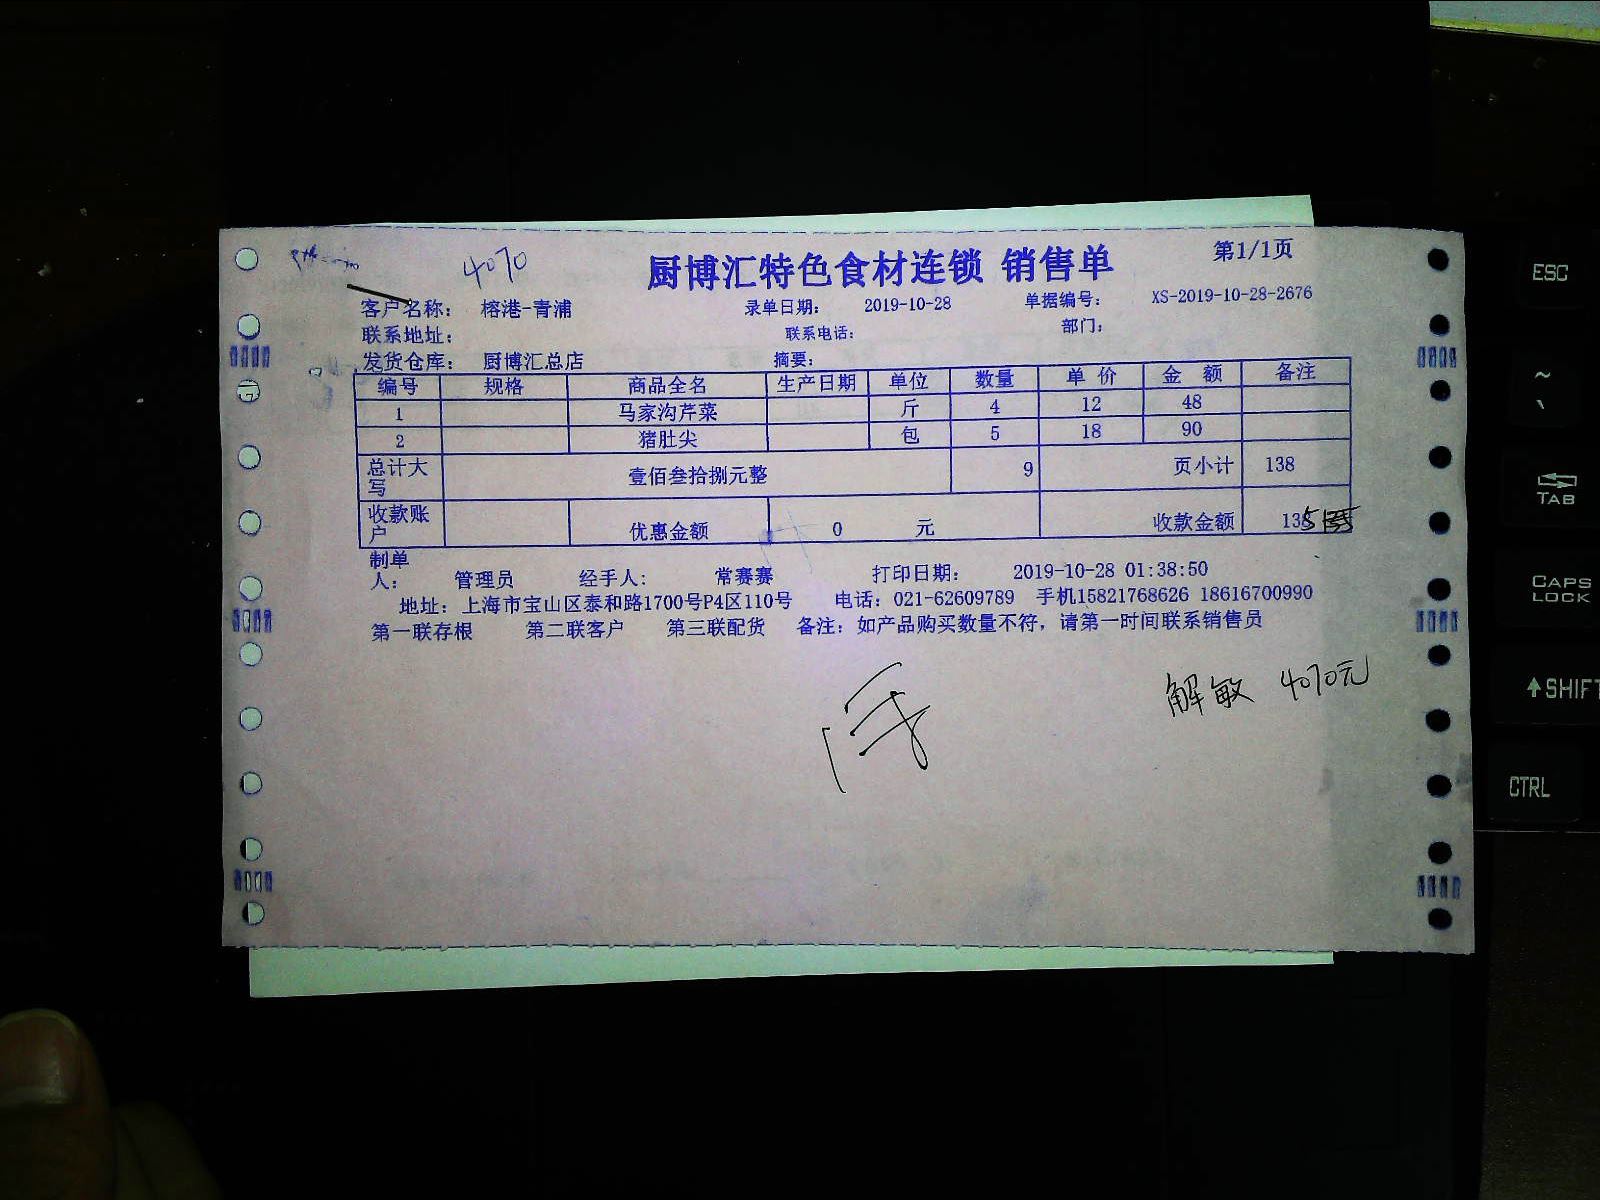 4070
厨博汇特色食材连锁 销售单 第1/1页
客户名称： 榕港-青浦 录单日期： 2019-10-28 单据编号： XS-2019-10-28-2676
联系地址： 联系电话： 部门：
发货仓库： 厨博汇总店 摘要：
编号 规格 商品全名 生产日期 单位 数量 单 价 金 额 备注
1 马家沟芹菜 斤 4 12 48
2 猪肚尖 包 5 18 90
总计大写 壹佰叁拾捌元整 9 页小计 138
收款账户 优惠金额 0 元 收款金额 135
制单人： 管理员 经手人： 常赛赛 打印日期： 2019-10-28 01:38:50
地址：上海市宝山区泰和路1700号P4区110号 电话：021-62609789 手机15821768626 18616700990
第一联存根 第二联客户 第三联配货 备注：如产品购买数量不符，请第一时间联系销售员
解敏 4070元
ESC
~
`
TAB
CAPS
LOCK
SHIFT
CTRL